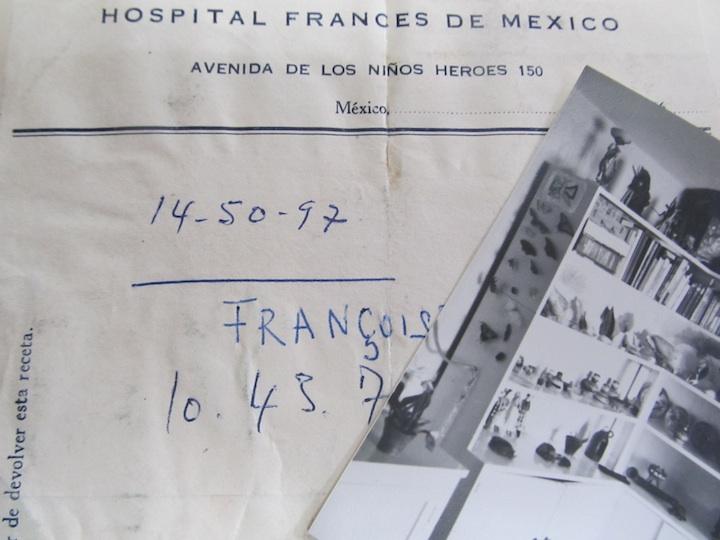 HOSPITAL FRANCES DE MEXICO
AVENIDA DE LOS NIÑOS HEROES 150
México,
14-50-97
FRANÇOIS
10.43.7
r de devolver esta receta.